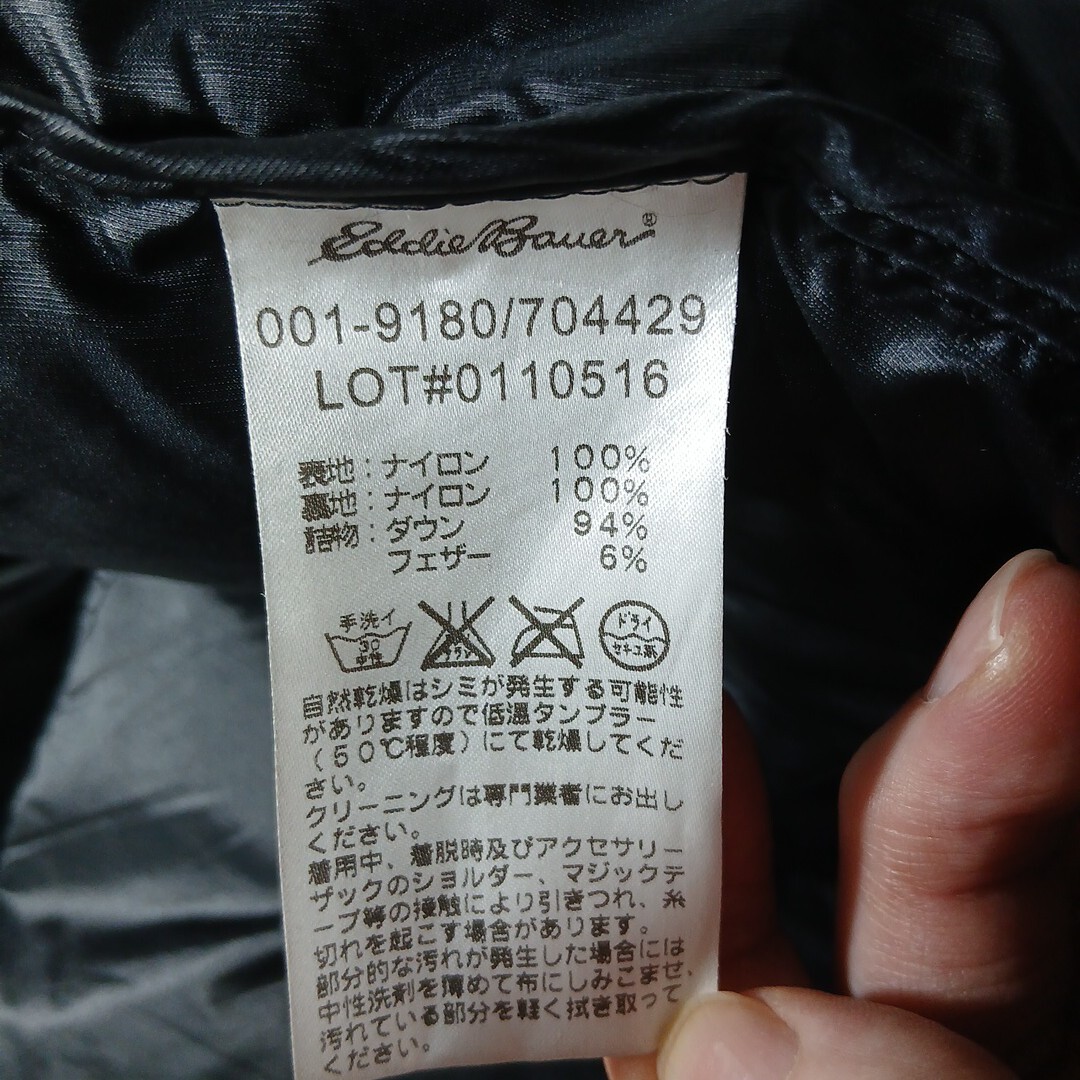 Eddie Bauer®
001-9180/704429
LOT#0110516
表地:ナイロン 100%
裏地:ナイロン 100%
詰物:ダウン 94%
フェザー 6%
手洗イ
30
中性
ドライ
セキユ系
自然乾燥はシミが発生する可能性
がありますので低温タンブラー
(50℃程度)にて乾燥してくだ
さい。
クリーニングは専門業者にお出し
ください。
着用中、着脱時及びアクセサリー
ザックのショルダー、マジックテ
ープ等の接触により引きつれ、糸
切れを起こす場合があります。
部分的な汚れが発生した場合には
中性洗剤を薄めて布にしみこませ、
汚れている部分を軽く拭き取って
ください。